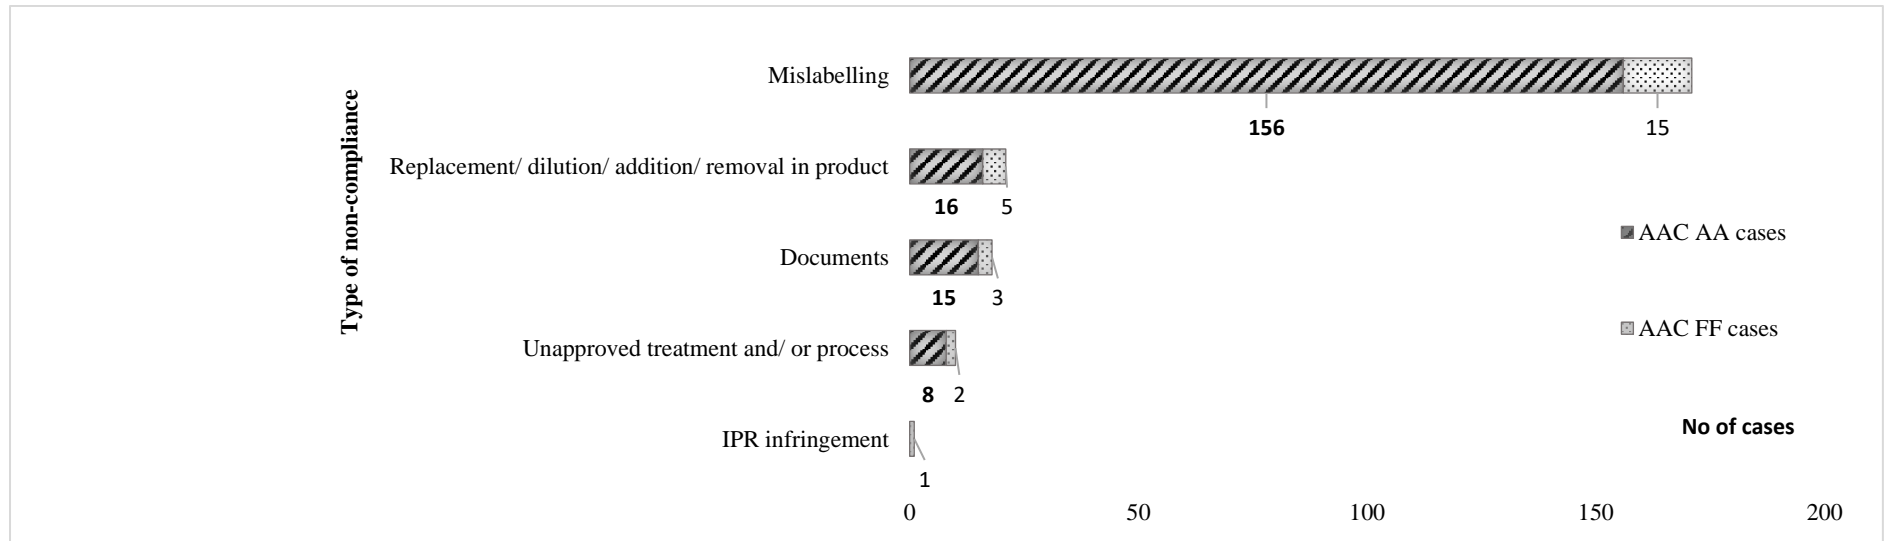 Type of non-compliance
Mislabelling
156
15
Replacement/ dilution/ addition/ removal in product
16
5
AAC AA cases
Documents
15
3
AAC FF cases
Unapproved treatment and/ or process
8
2
No of cases
IPR infringement
1
0
50
100
150
200